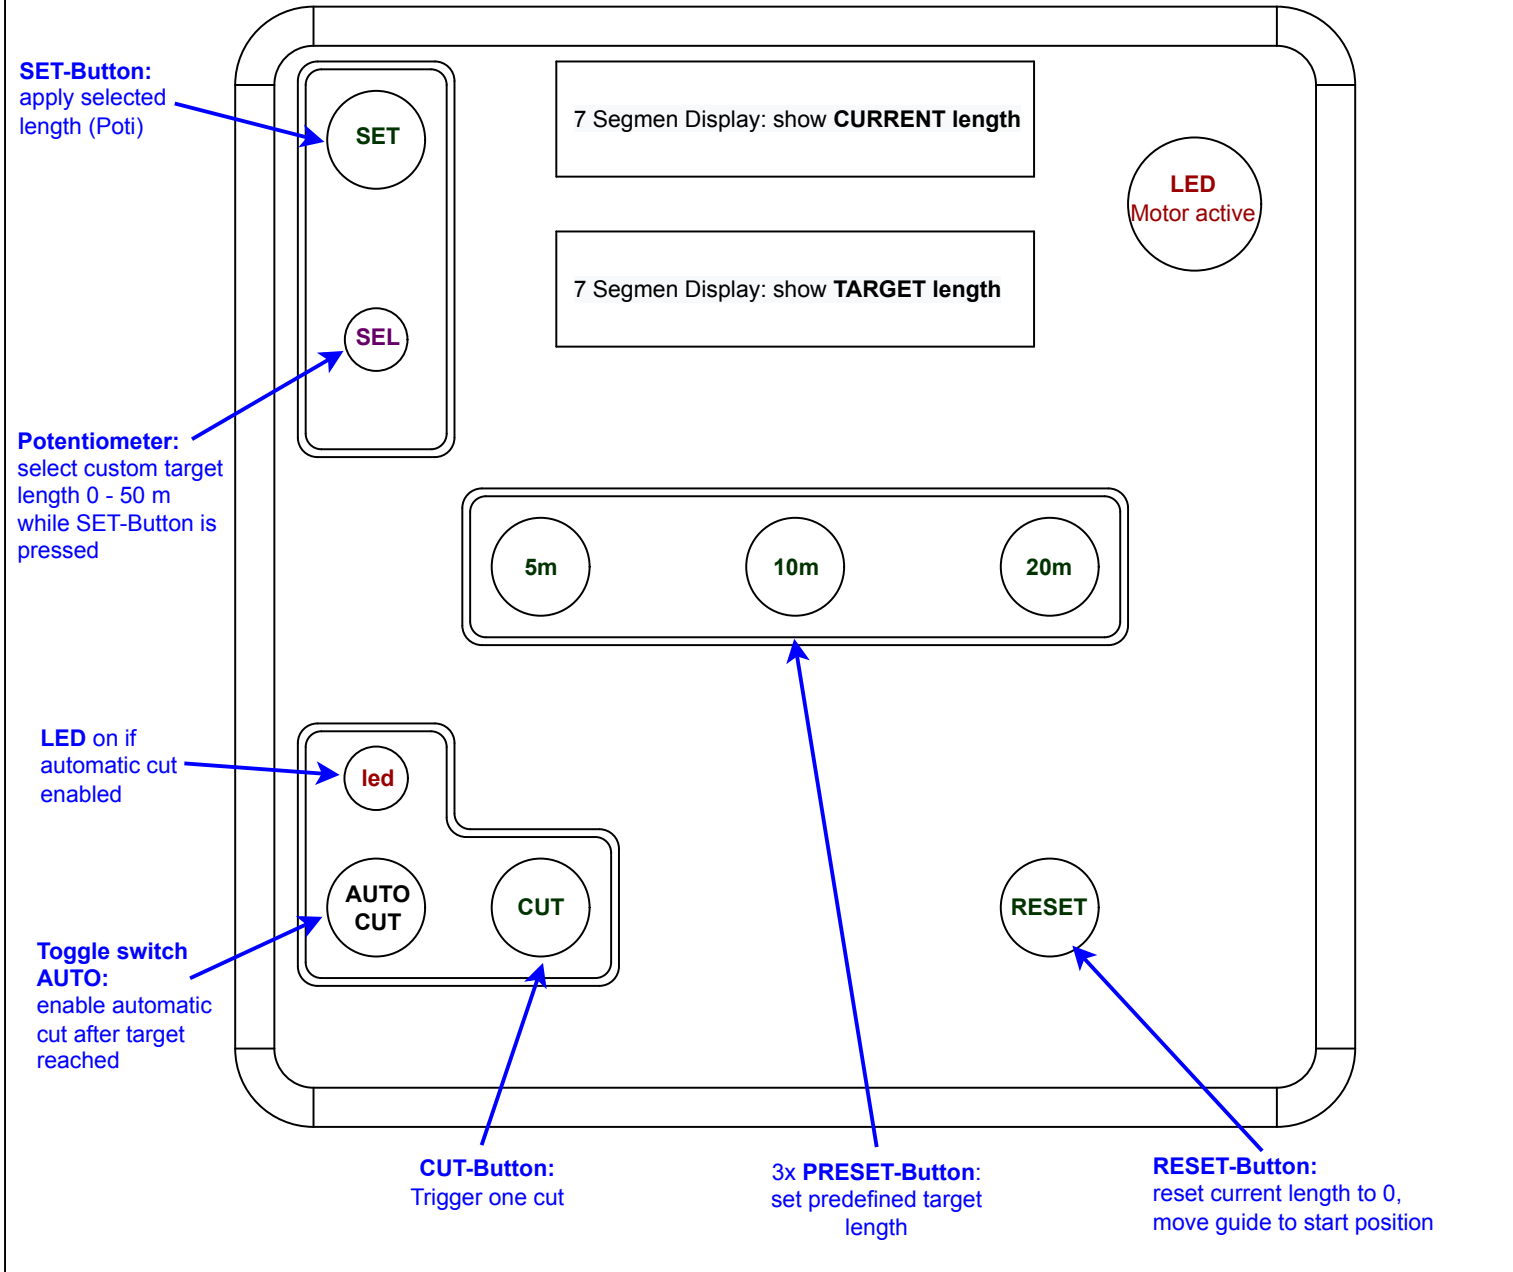 SET-Button:
apply selected
length (Poti)
SET
7 Segmen Display: show CURRENT length
LED
Motor active
7 Segmen Display: show TARGET length
SEL
Potentiometer:
select custom target
length 0 - 50 m
while SET-Button is
pressed
5m
10m
20m
LED on if
automatic cut
enabled
led
AUTO
CUT
CUT
RESET
Toggle switch
AUTO:
enable automatic
cut after target
reached
CUT-Button:
Trigger one cut
3x PRESET-Button:
set predefined target
length
RESET-Button:
reset current length to 0,
move guide to start position